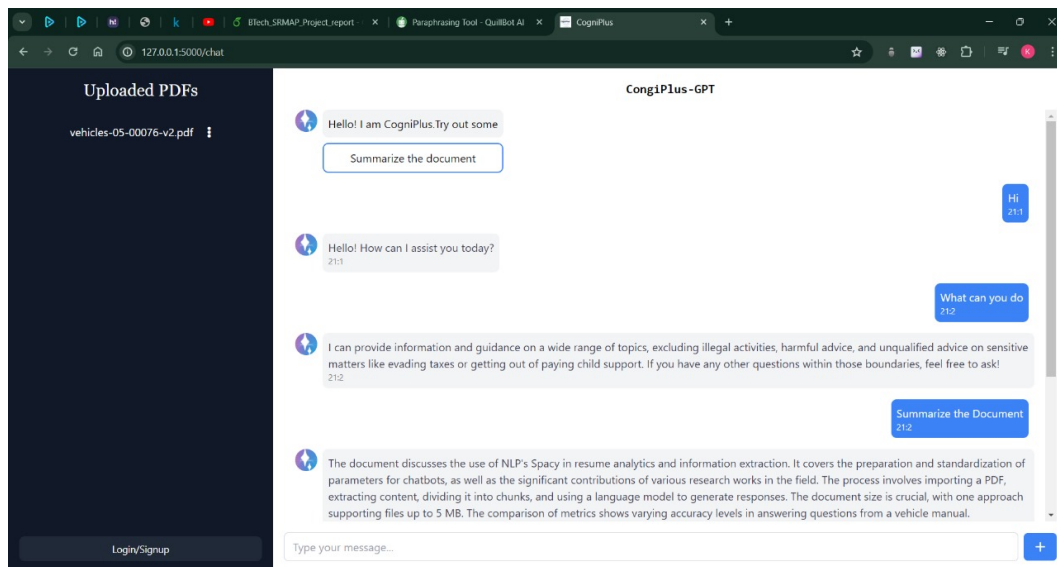 BTech_SRMAP_Project_report -
Paraphrasing Tool - QuillBot AI
CogniPlus
127.0.0.1:5000/chat
K
Uploaded PDFs
vehicles-05-00076-v2.pdf
Login/Signup
CongiPlus-GPT
Hello! I am CogniPlus.Try out some
Summarize the document
Hi
21:1
Hello! How can I assist you today?
21:1
What can you do
21:2
I can provide information and guidance on a wide range of topics, excluding illegal activities, harmful advice, and unqualified advice on sensitive
matters like evading taxes or getting out of paying child support. If you have any other questions within those boundaries, feel free to ask!
21:2
Summarize the Document
21:2
The document discusses the use of NLP's Spacy in resume analytics and information extraction. It covers the preparation and standardization of
parameters for chatbots, as well as the significant contributions of various research works in the field. The process involves importing a PDF,
extracting content, dividing it into chunks, and using a language model to generate responses. The document size is crucial, with one approach
supporting files up to 5 MB. The comparison of metrics shows varying accuracy levels in answering questions from a vehicle manual.
Type your message...